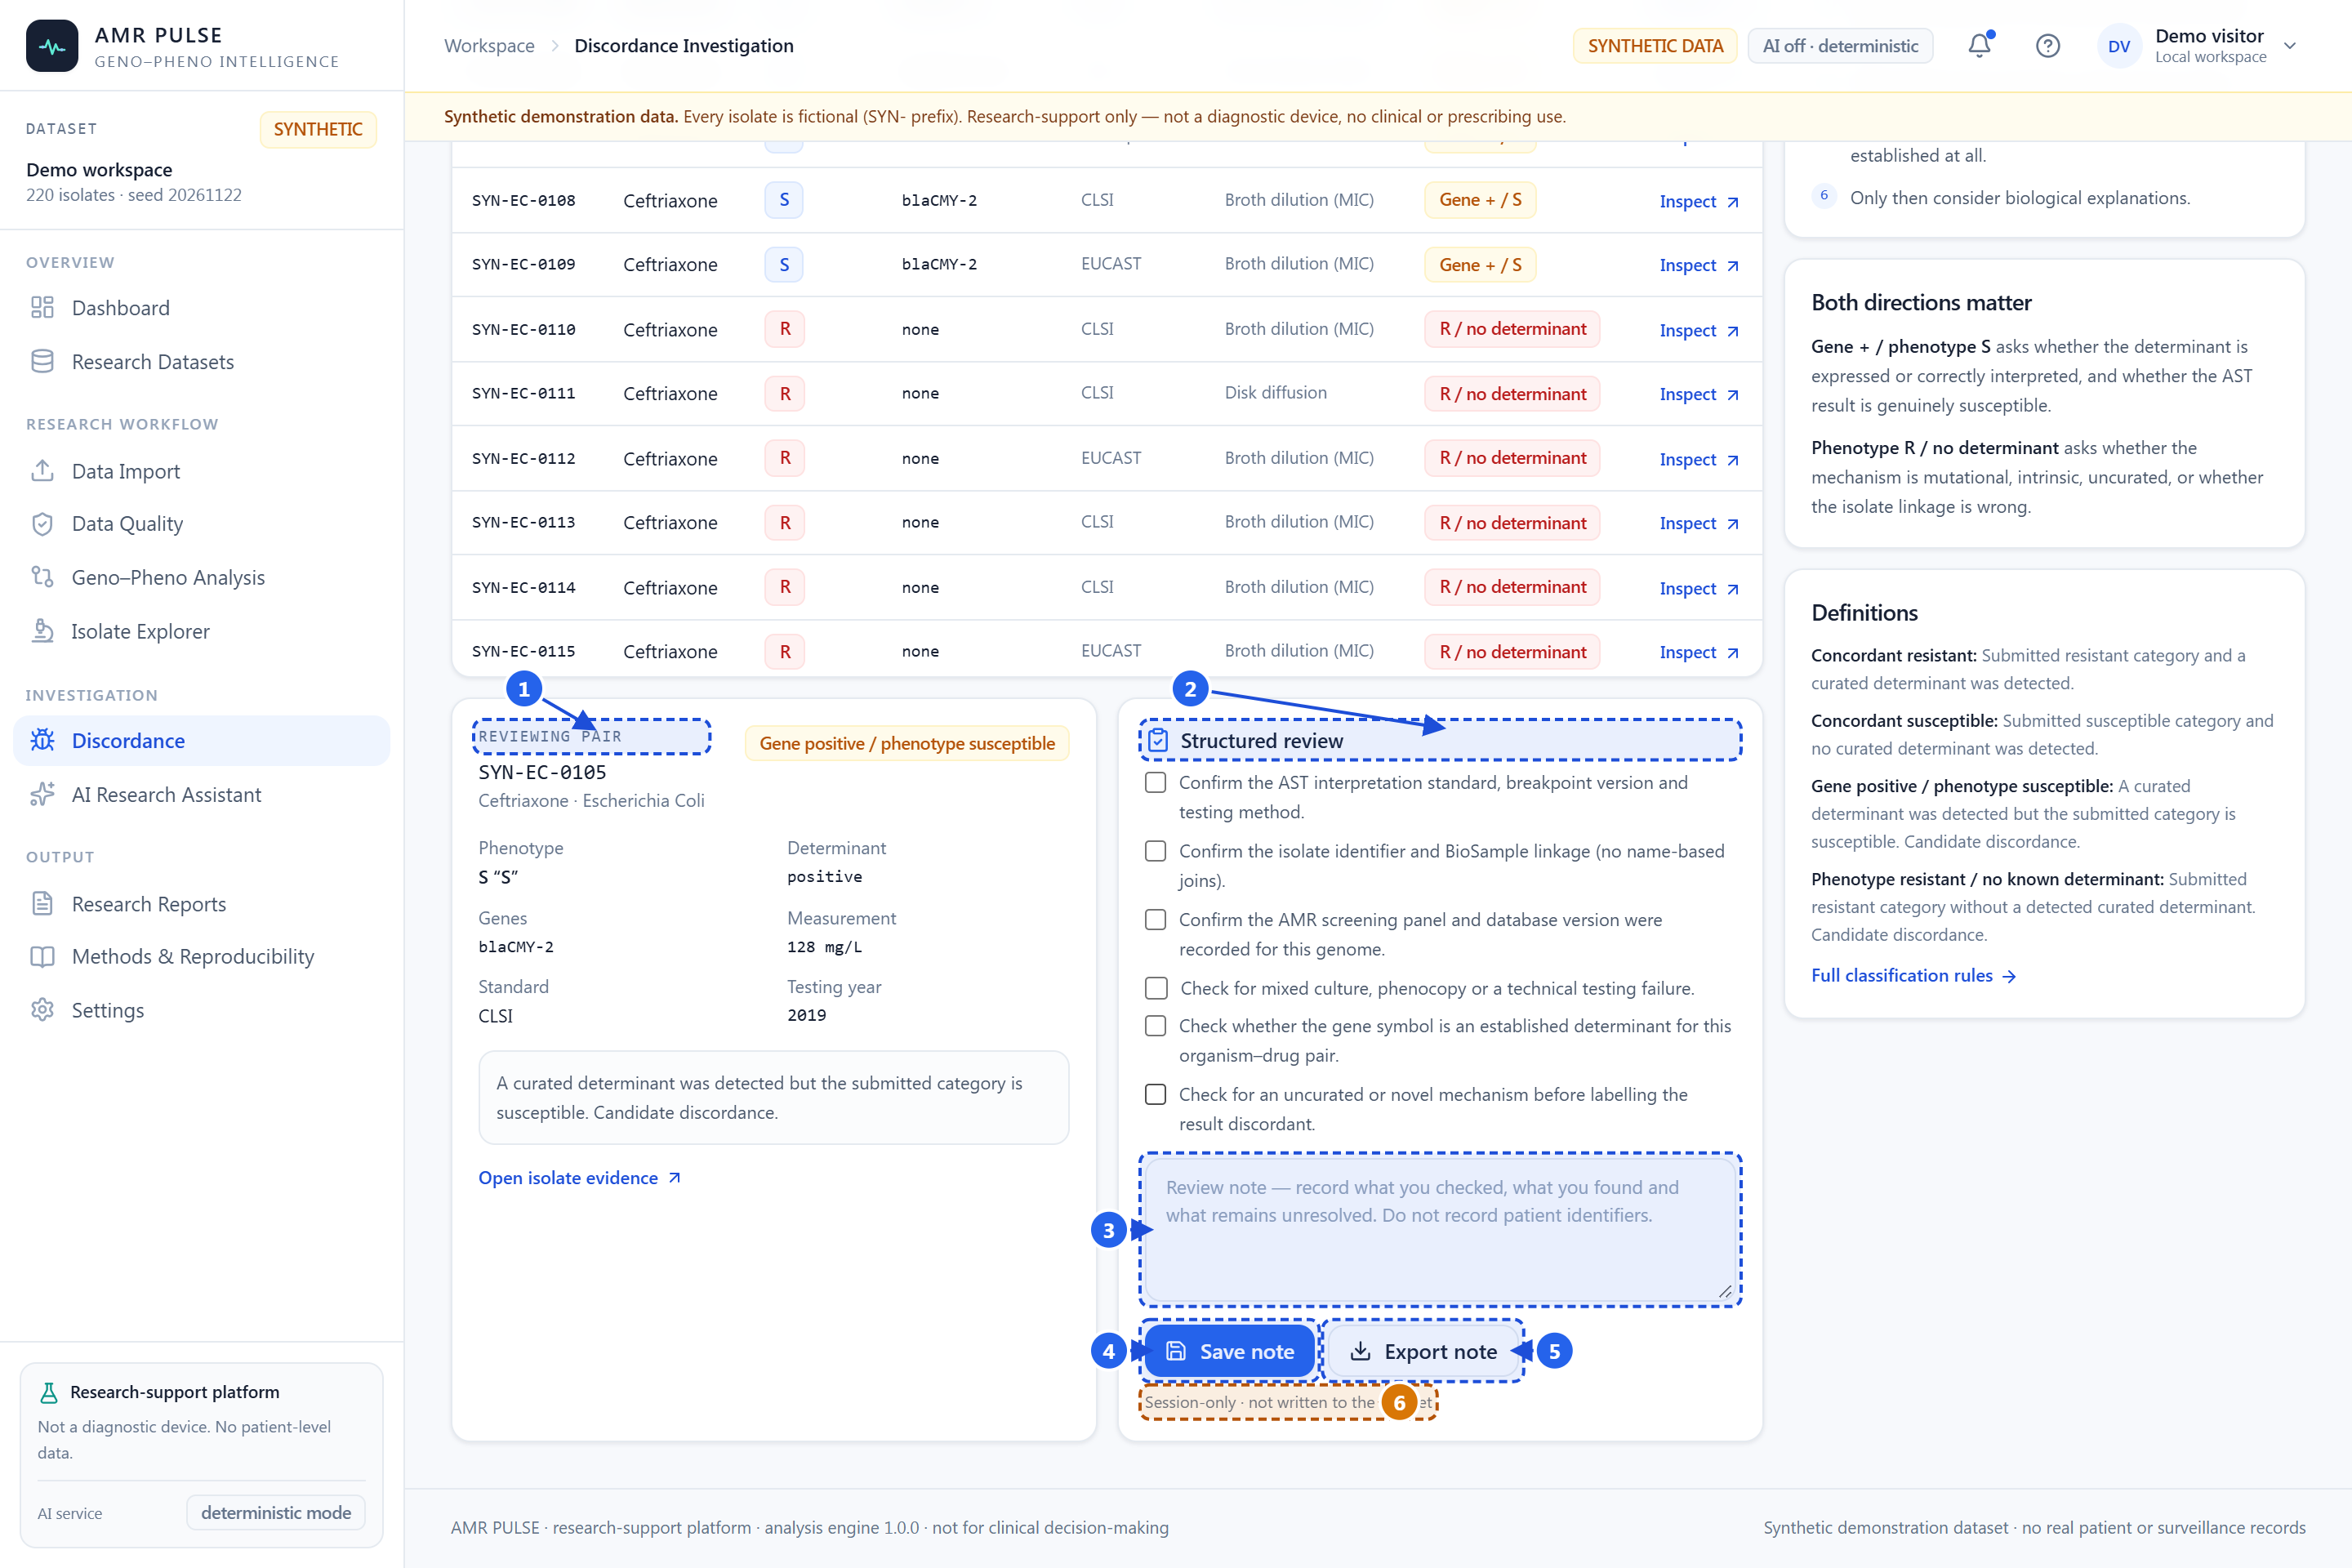 AMR PULSE
GENO–PHENO INTELLIGENCE
DATASET
SYNTHETIC
Demo workspace
220 isolates · seed 20261122
OVERVIEW
Dashboard
Research Datasets
RESEARCH WORKFLOW
Data Import
Data Quality
Geno–Pheno Analysis
Isolate Explorer
INVESTIGATION
Discordance
AI Research Assistant
OUTPUT
Research Reports
Methods & Reproducibility
Settings
Research-support platform
Not a diagnostic device. No patient-level
data.
AI service
deterministic mode
Workspace
Discordance Investigation
SYNTHETIC DATA
AI off · deterministic
DV
Demo visitor
Local workspace
Synthetic demonstration data. Every isolate is fictional (SYN- prefix). Research-support only — not a diagnostic device, no clinical or prescribing use.
SYN-EC-0108 Ceftriaxone S blaCMY-2 CLSI Broth dilution (MIC) Gene + / S Inspect
SYN-EC-0109 Ceftriaxone S blaCMY-2 EUCAST Broth dilution (MIC) Gene + / S Inspect
SYN-EC-0110 Ceftriaxone R none CLSI Broth dilution (MIC) R / no determinant Inspect
SYN-EC-0111 Ceftriaxone R none CLSI Disk diffusion R / no determinant Inspect
SYN-EC-0112 Ceftriaxone R none EUCAST Broth dilution (MIC) R / no determinant Inspect
SYN-EC-0113 Ceftriaxone R none CLSI Broth dilution (MIC) R / no determinant Inspect
SYN-EC-0114 Ceftriaxone R none CLSI Broth dilution (MIC) R / no determinant Inspect
SYN-EC-0115 Ceftriaxone R none EUCAST Broth dilution (MIC) R / no determinant Inspect
1
REVIEWING PAIR
Gene positive / phenotype susceptible
SYN-EC-0105
Ceftriaxone · Escherichia Coli
Phenotype
S “S”
Determinant
positive
Genes
blaCMY-2
Measurement
128 mg/L
Standard
CLSI
Testing year
2019
A curated determinant was detected but the submitted category is
susceptible. Candidate discordance.
Open isolate evidence
2
Structured review
Confirm the AST interpretation standard, breakpoint version and
testing method.
Confirm the isolate identifier and BioSample linkage (no name-based
joins).
Confirm the AMR screening panel and database version were
recorded for this genome.
Check for mixed culture, phenocopy or a technical testing failure.
Check whether the gene symbol is an established determinant for this
organism–drug pair.
Check for an uncurated or novel mechanism before labelling the
result discordant.
3
Review note — record what you checked, what you found and
what remains unresolved. Do not record patient identifiers.
4
Save note
Export note
5
Session-only · not written to the
6
established at all.
6 Only then consider biological explanations.
Both directions matter
Gene + / phenotype S asks whether the determinant is
expressed or correctly interpreted, and whether the AST
result is genuinely susceptible.
Phenotype R / no determinant asks whether the
mechanism is mutational, intrinsic, uncurated, or whether
the isolate linkage is wrong.
Definitions
Concordant resistant: Submitted resistant category and a
curated determinant was detected.
Concordant susceptible: Submitted susceptible category and
no curated determinant was detected.
Gene positive / phenotype susceptible: A curated
determinant was detected but the submitted category is
susceptible. Candidate discordance.
Phenotype resistant / no known determinant: Submitted
resistant category without a detected curated determinant.
Candidate discordance.
Full classification rules
AMR PULSE · research-support platform · analysis engine 1.0.0 · not for clinical decision-making
Synthetic demonstration dataset · no real patient or surveillance records